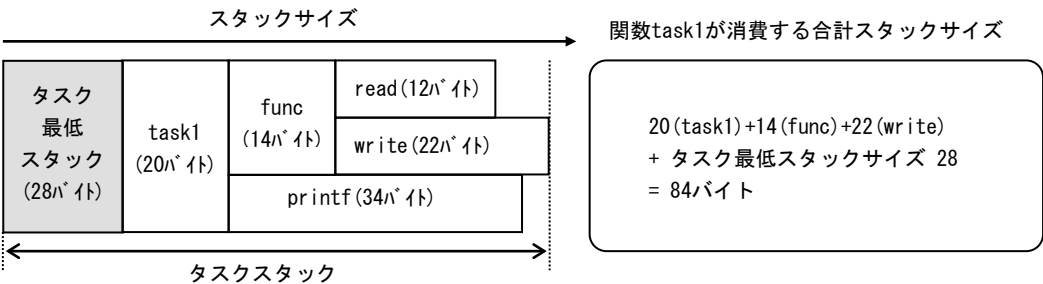 スタックサイズ
関数task1が消費する合計スタックサイズ
タスク
最低
スタック
(28ﾊﾞｲﾄ)
task1
(20ﾊﾞｲﾄ)
func
(14ﾊﾞｲﾄ)
read(12ﾊﾞｲﾄ)
write(22ﾊﾞｲﾄ)
printf(34ﾊﾞｲﾄ)
20(task1)+14(func)+22(write)
+ タスク最低スタックサイズ 28
= 84バイト
タスクスタック